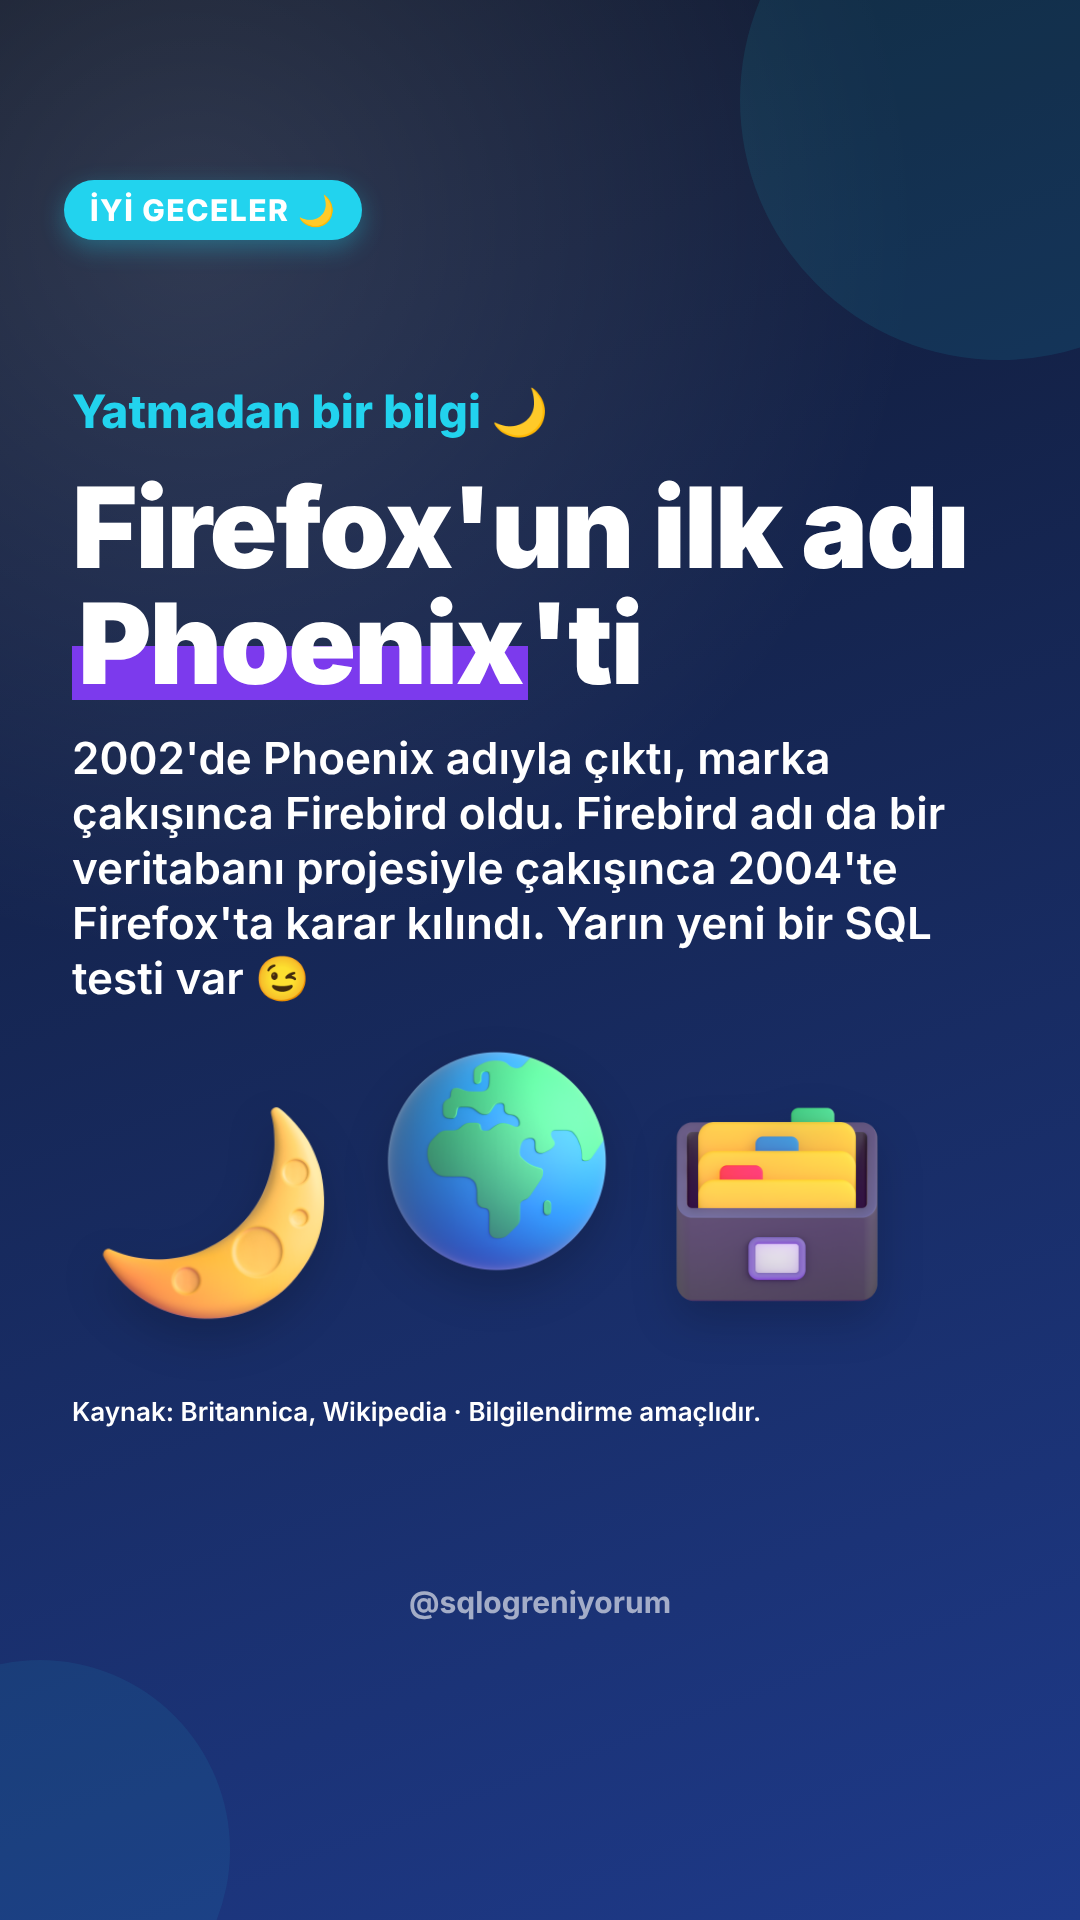 İYİ GECELER 🌙
Yatmadan bir bilgi 🌙
Firefox'un ilk adı
Phoenix'ti
2002'de Phoenix adıyla çıktı, marka
çakışınca Firebird oldu. Firebird adı da bir
veritabanı projesiyle çakışınca 2004'te
Firefox'ta karar kılındı. Yarın yeni bir SQL
testi var 😉
Kaynak: Britannica, Wikipedia · Bilgilendirme amaçlıdır.
@sqlogreniyorum